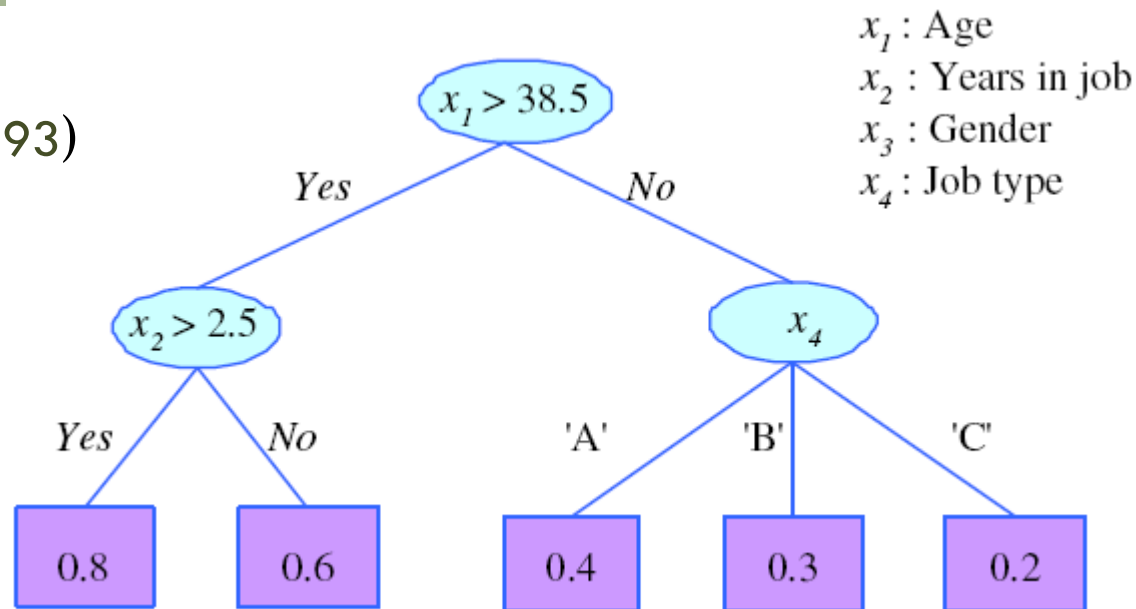 x1 : Age
x2 : Years in job
x3 : Gender
x4 : Job type
93)
x1 > 38.5
Yes
No
x2 > 2.5
x4
Yes
No
'A'
'B'
'C'
0.8
0.6
0.4
0.3
0.2